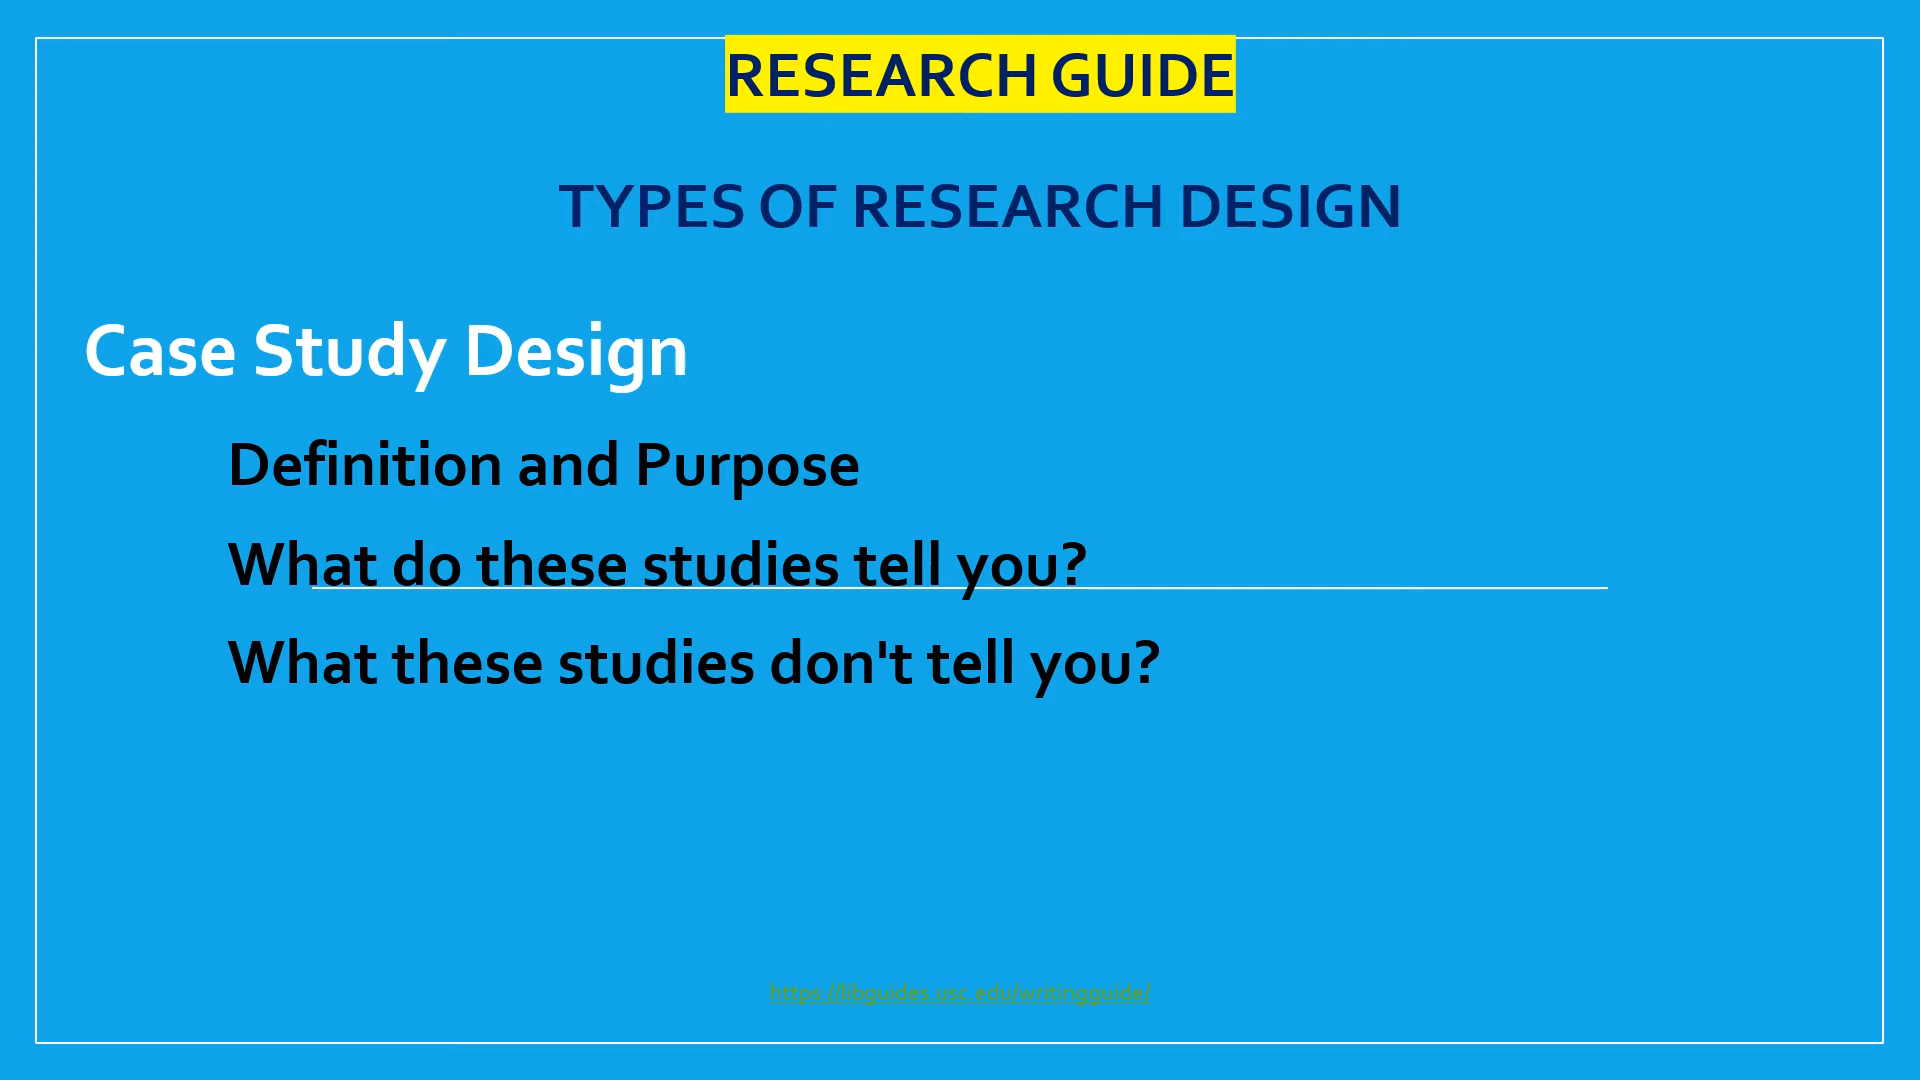 RESEARCH GUIDE
TYPES OF RESEARCH DESIGN
Case Study Design
Definition and Purpose
What do these studies tell you?
What these studies don't tell you?
https://libguides.usc.edu/writingguide/